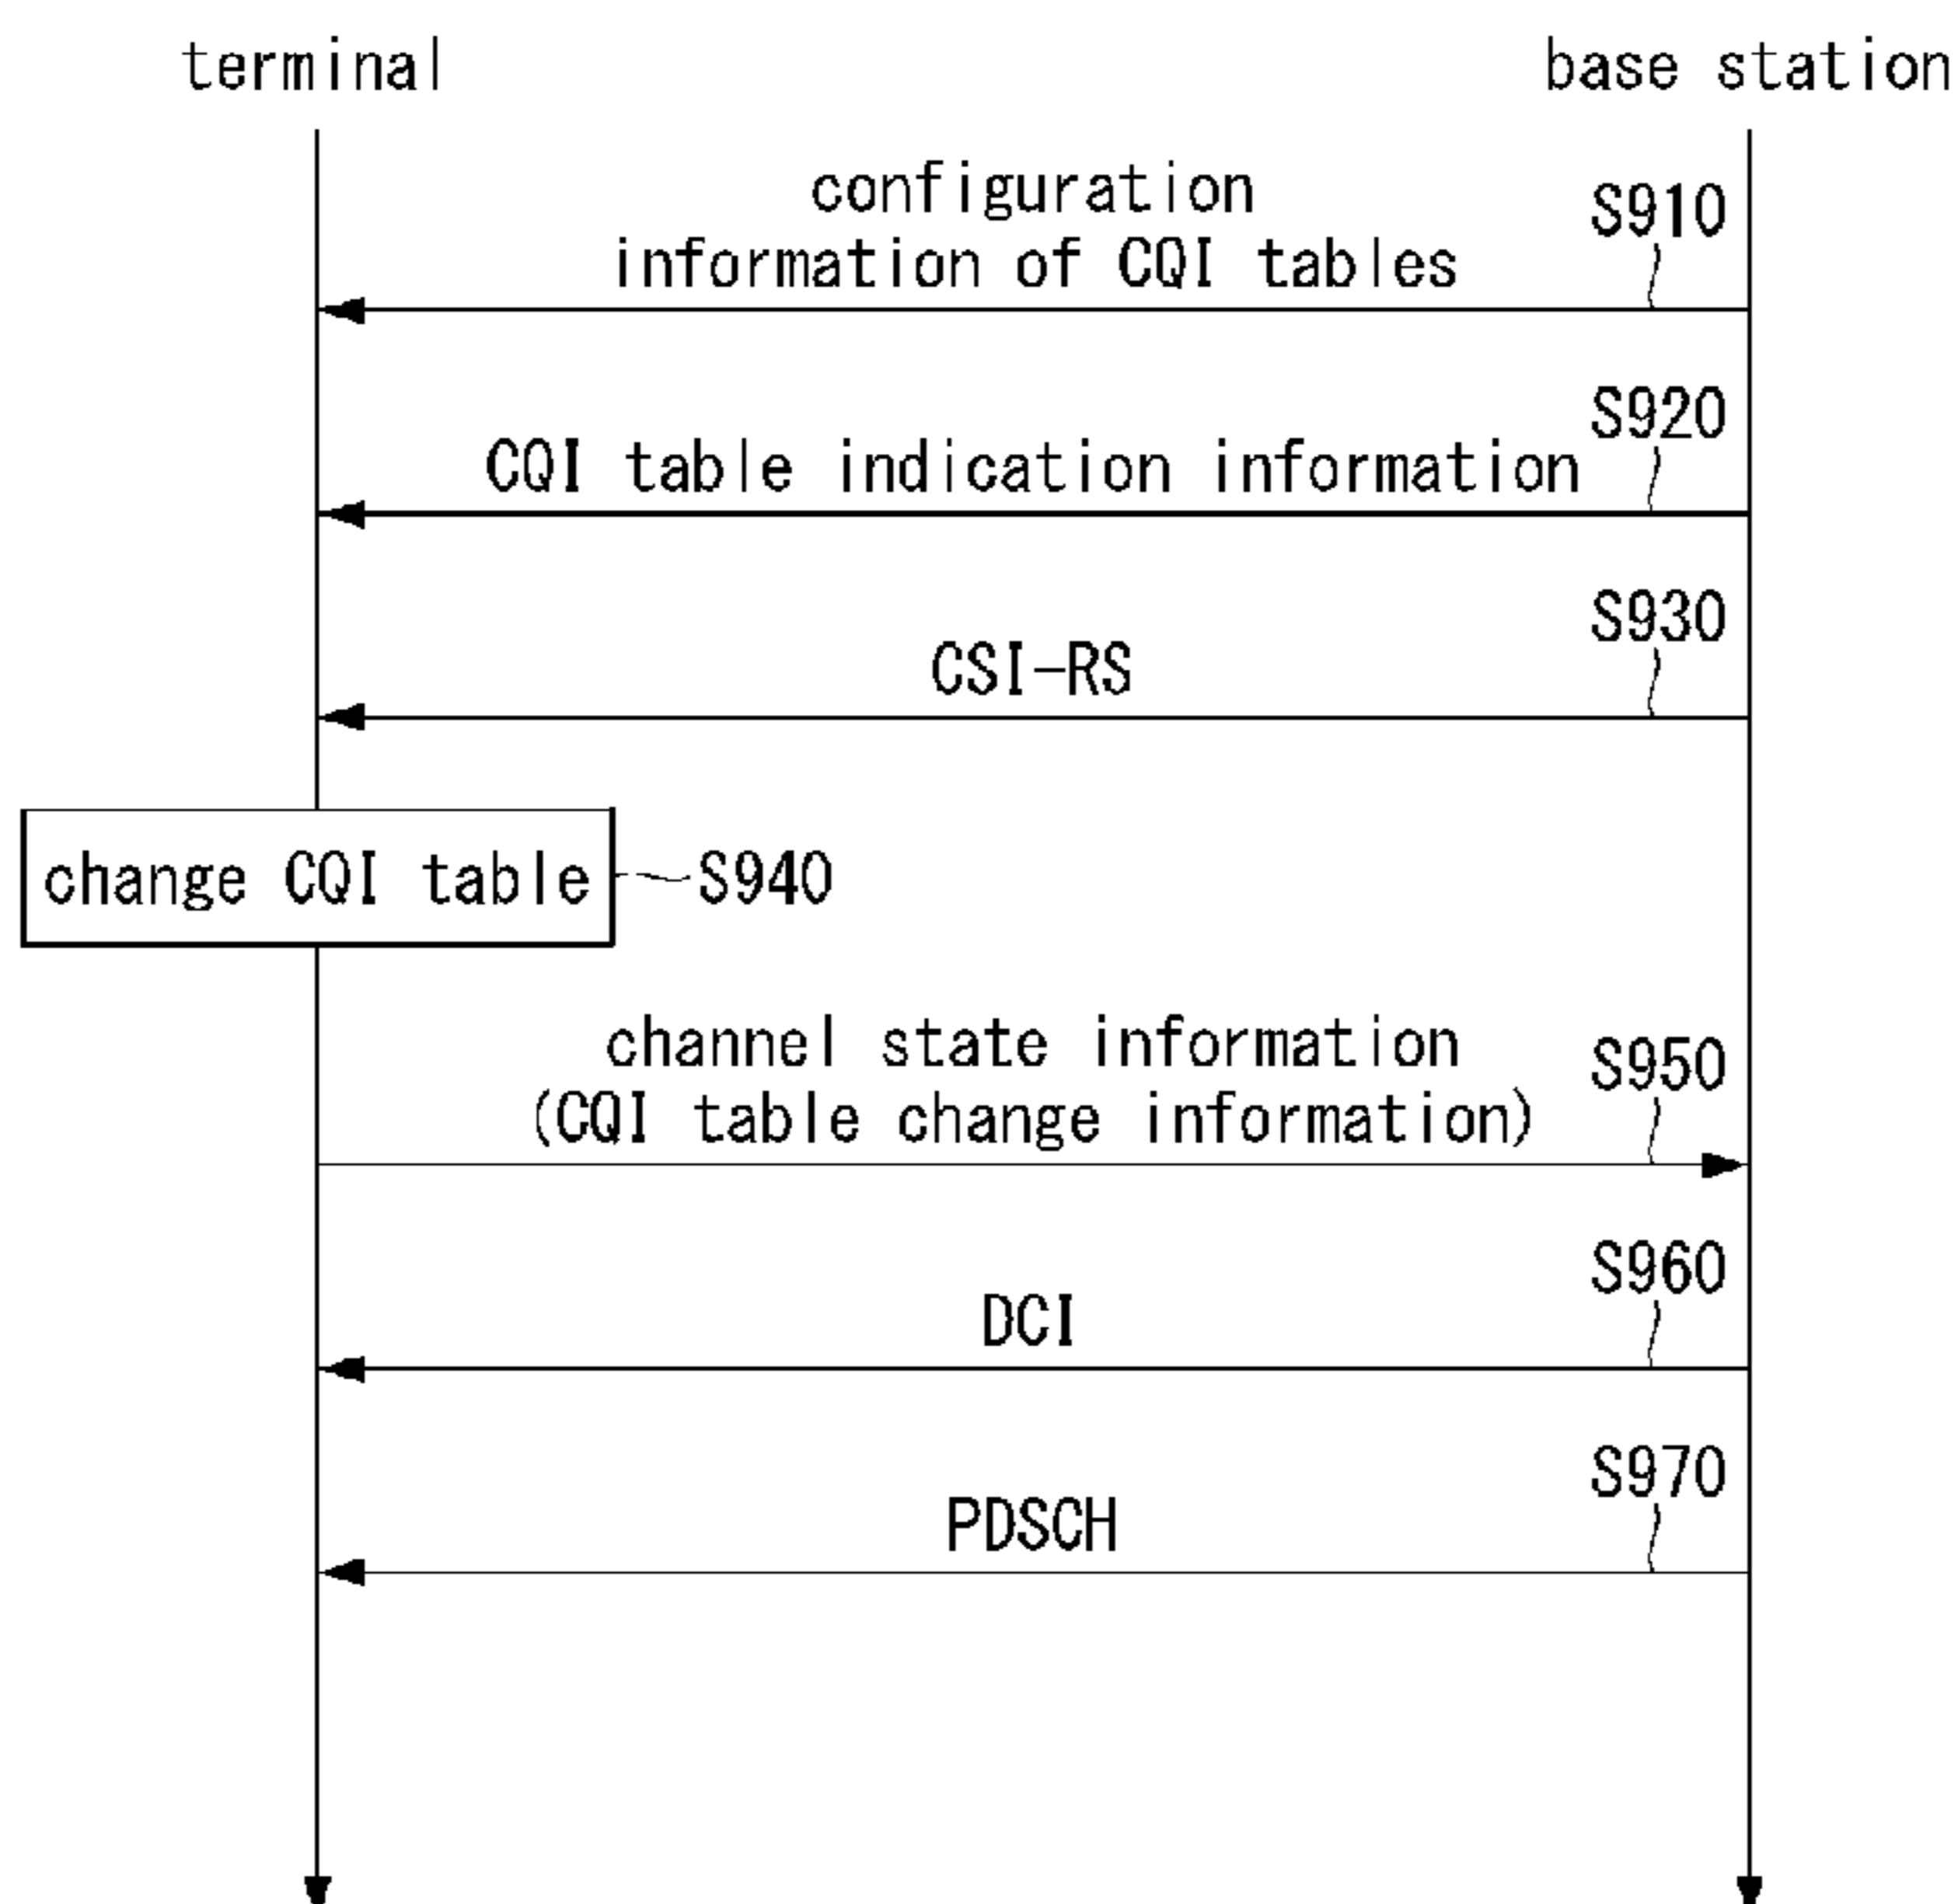 terminal
base station
configuration
information of CQI tables
S910
CQI table indication information
S920
CSI-RS
S930
change CQI table
S940
channel state information
(CQI table change information)
S950
DCI
S960
PDSCH
S970